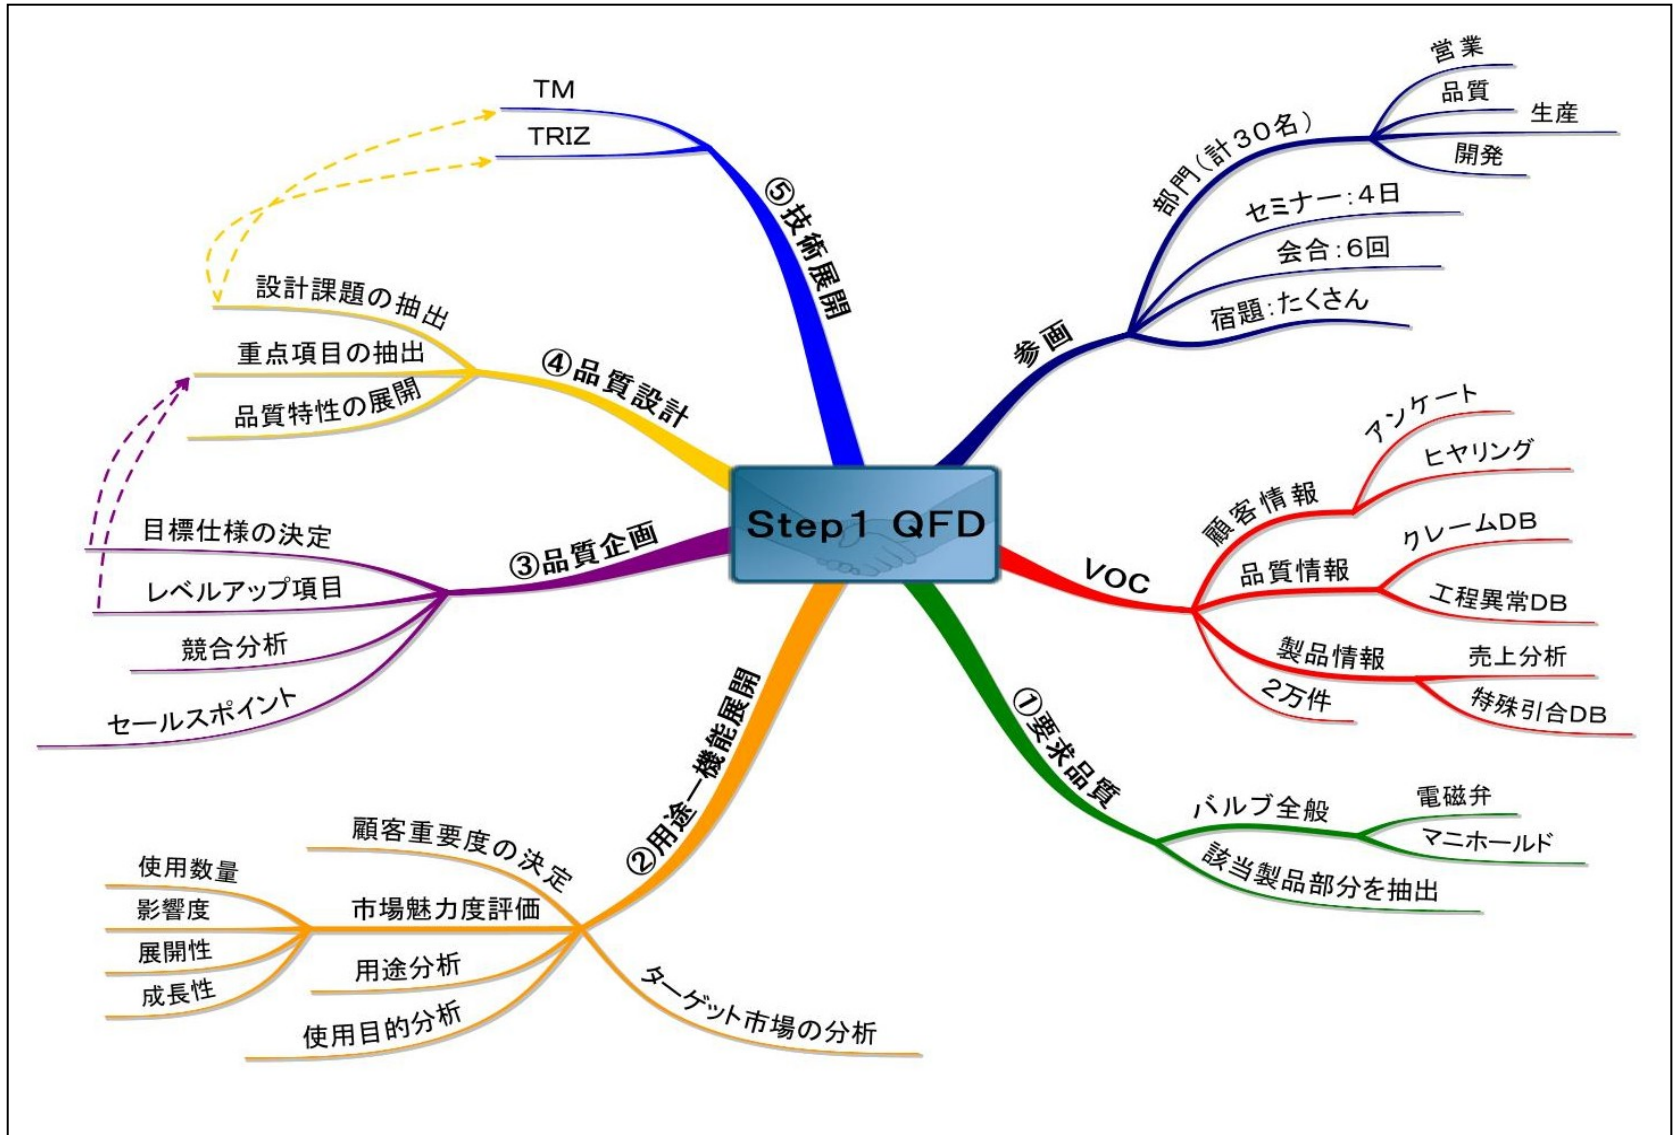 Step1 QFD
参画
部門(計30名)
営業
品質
生産
開発
セミナー:4日
会合:6回
宿題:たくさん
VOC
顧客情報
アンケート
ヒヤリング
品質情報
クレームDB
工程異常DB
製品情報
売上分析
特殊引合DB
2万件
①要求品質
バルブ全般
電磁弁
マニホールド
該当製品部分を抽出
②用途ー機能展開
顧客重要度の決定
市場魅力度評価
使用数量
影響度
展開性
成長性
用途分析
使用目的分析
ターゲット市場の分析
③品質企画
目標仕様の決定
レベルアップ項目
競合分析
セールスポイント
④品質設計
設計課題の抽出
重点項目の抽出
品質特性の展開
⑤技術展開
TM
TRIZ